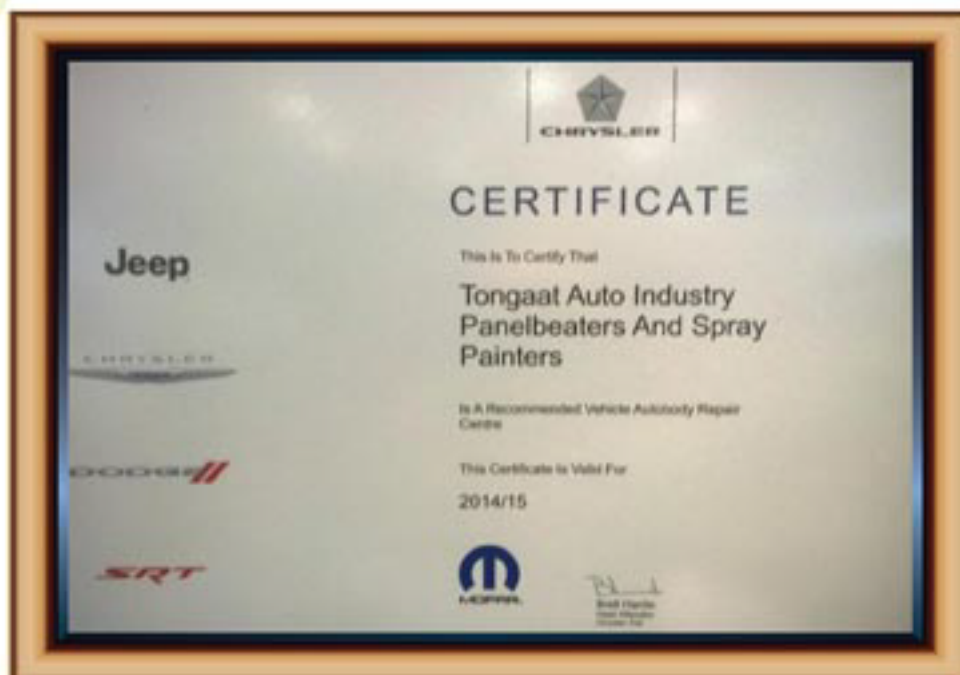 CHRYSLER
CERTIFICATE
This Is To Certify That
Tongaat Auto Industry
Panelbeaters And Spray
Painters
Is A Recommended Vehicle Autobody Repair
Centre
This Certificate Is Valid For
2014/15
Jeep
CHRYSLER
DODGE
SRT
MOPAR